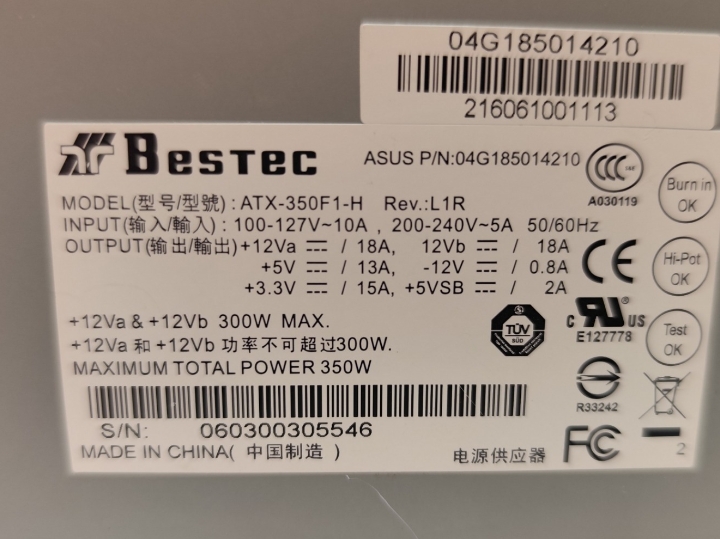 04G185014210
216061001113
BESTEC ASUS P/N:04G185014210
A030119
Burn in OK
MODEL(型号/型號) : ATX-350F1-H Rev.:L1R
INPUT(输入/輸入) : 100-127V~10A , 200-240V~5A 50/60Hz
OUTPUT(输出/輸出) +12Va ⎓ / 18A, 12Vb ⎓ / 18A
+5V ⎓ / 13A, -12V ⎓ / 0.8A
+3.3V ⎓ / 15A, +5VSB ⎓ / 2A
CE
Hi-Pot OK
+12Va & +12Vb 300W MAX.
+12Va 和 +12Vb 功率不可超过300W.
MAXIMUM TOTAL POWER 350W
TÜV
SÜD
C RU US
E127778
Test OK
R33242
S/N: 060300305546
MADE IN CHINA( 中国制造 )
电源供应器
FC
2